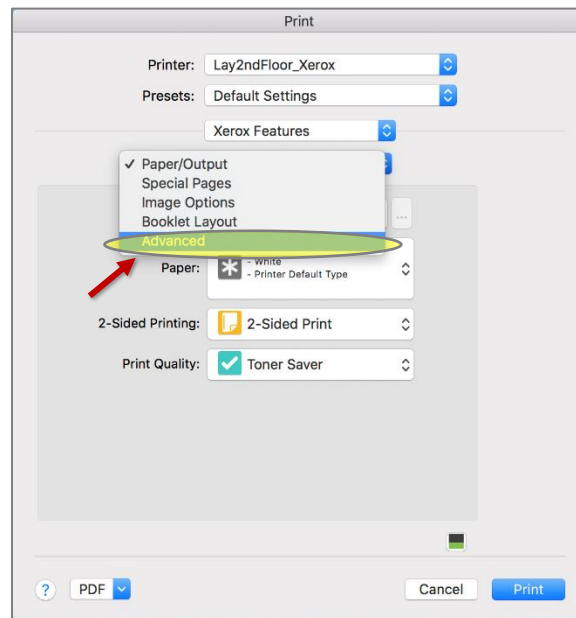 Print
Printer: Lay2ndFloor_Xerox
Presets: Default Settings
Xerox Features
✓ Paper/Output
Special Pages
Image Options
Booklet Layout
...
Advanced
Paper: - White
- Printer Default Type
2-Sided Printing: 2-Sided Print
Print Quality: Toner Saver
? PDF Cancel Print